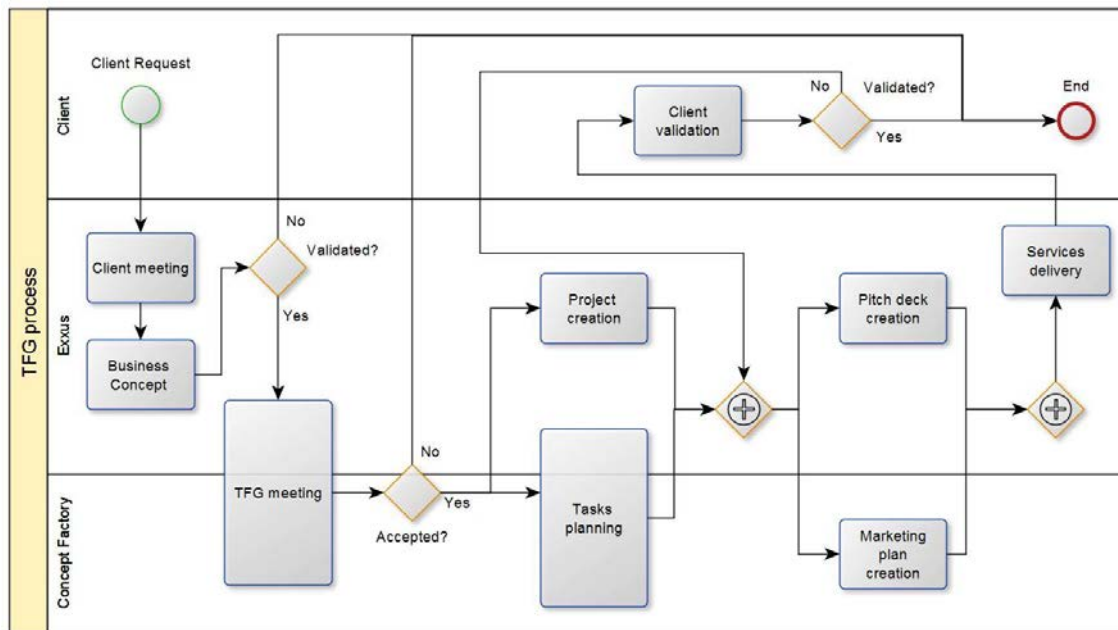 TFG process
Client
Client Request
No
Validated?
Yes
End
Client
validation
Exxus
Client meeting
Business
Concept
No
Validated?
Yes
Project
creation
Pitch deck
creation
Services
delivery
Concept Factory
TFG meeting
No
Yes
Accepted?
Tasks
planning
Marketing
plan
creation